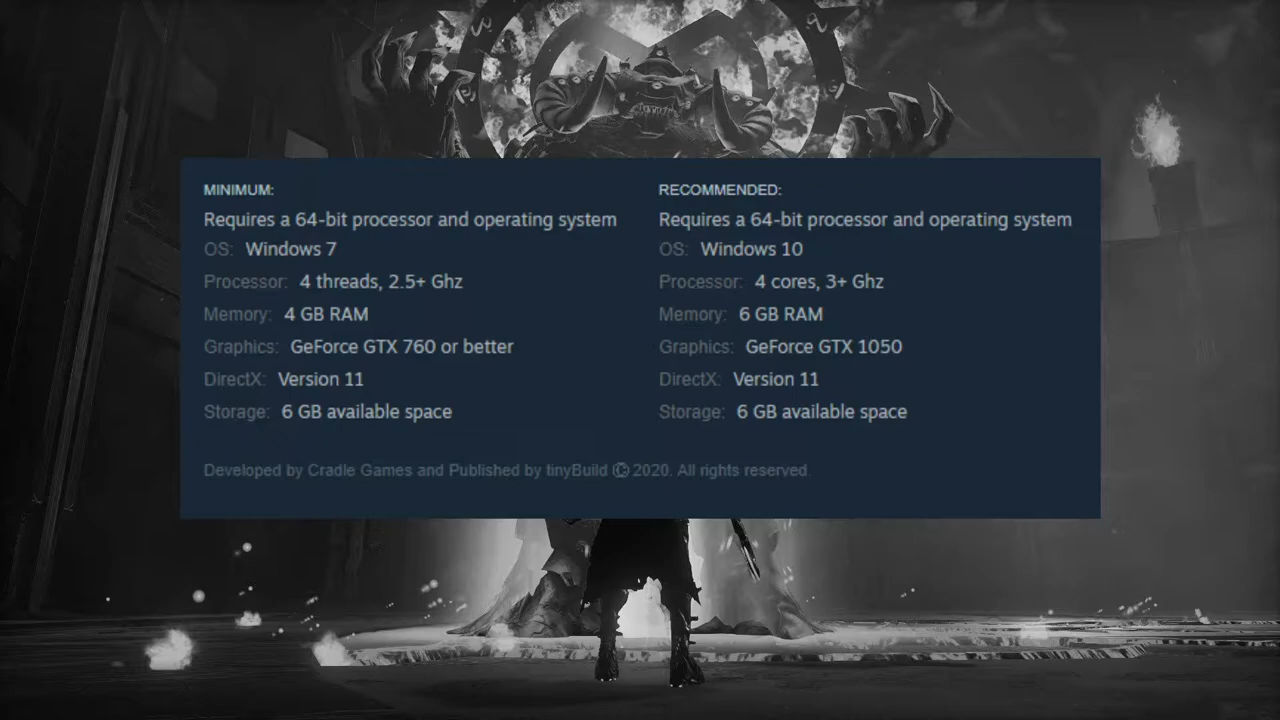 MINIMUM:
Requires a 64-bit processor and operating system
OS: Windows 7
Processor: 4 threads, 2.5+ Ghz
Memory: 4 GB RAM
Graphics: GeForce GTX 760 or better
DirectX: Version 11
Storage: 6 GB available space
RECOMMENDED:
Requires a 64-bit processor and operating system
OS: Windows 10
Processor: 4 cores, 3+ Ghz
Memory: 6 GB RAM
Graphics: GeForce GTX 1050
DirectX: Version 11
Storage: 6 GB available space
Developed by Cradle Games and Published by tinyBuild © 2020. All rights reserved.